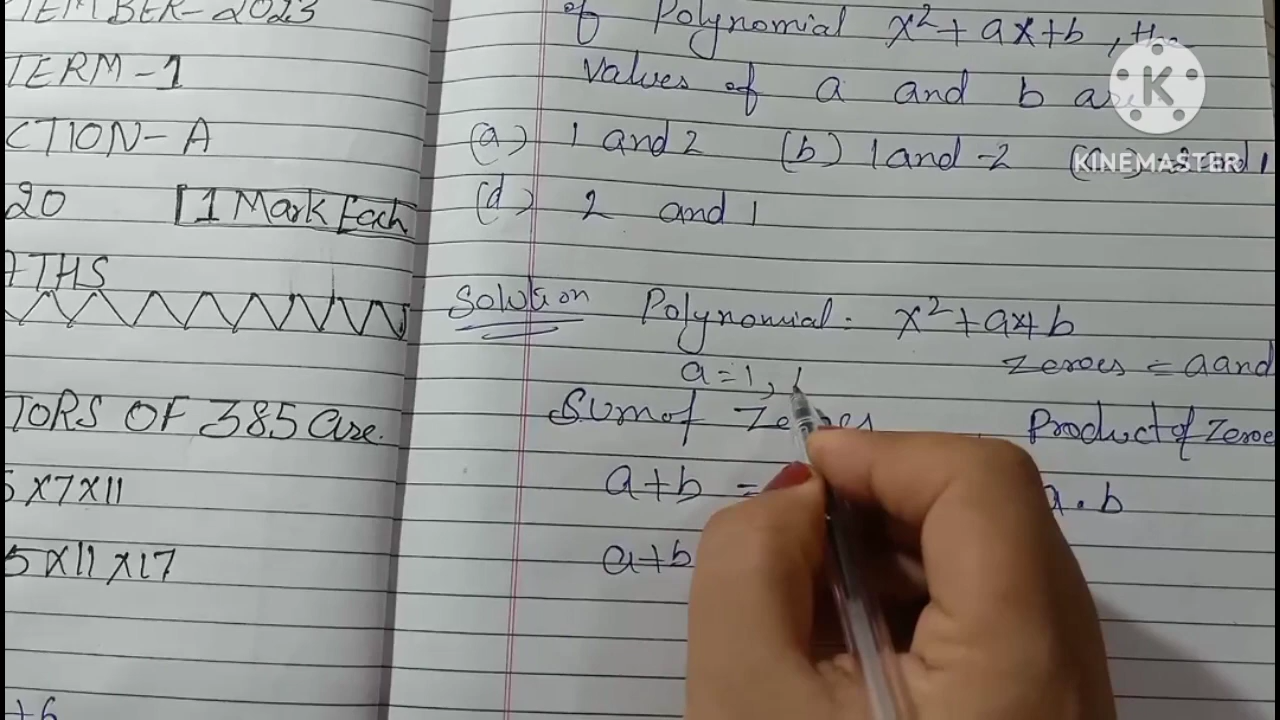 TEMBER-2023
TERM-1
CTION-A
20 [1 Mark Each
THS
TORS OF 385 are.
5X7X11
5X11X17
+6
of Polynomial x²+ax+b, the
values of a and b are
(a) 1 and 2 (b) 1 and -2
(d) 2 and 1
Solution Polynomial: x²+ax+b
zeroes = a and
a=1,
Sum of Zeroes Product of Zeroe
a+b = a.b
a+b
K
KINEMASTER